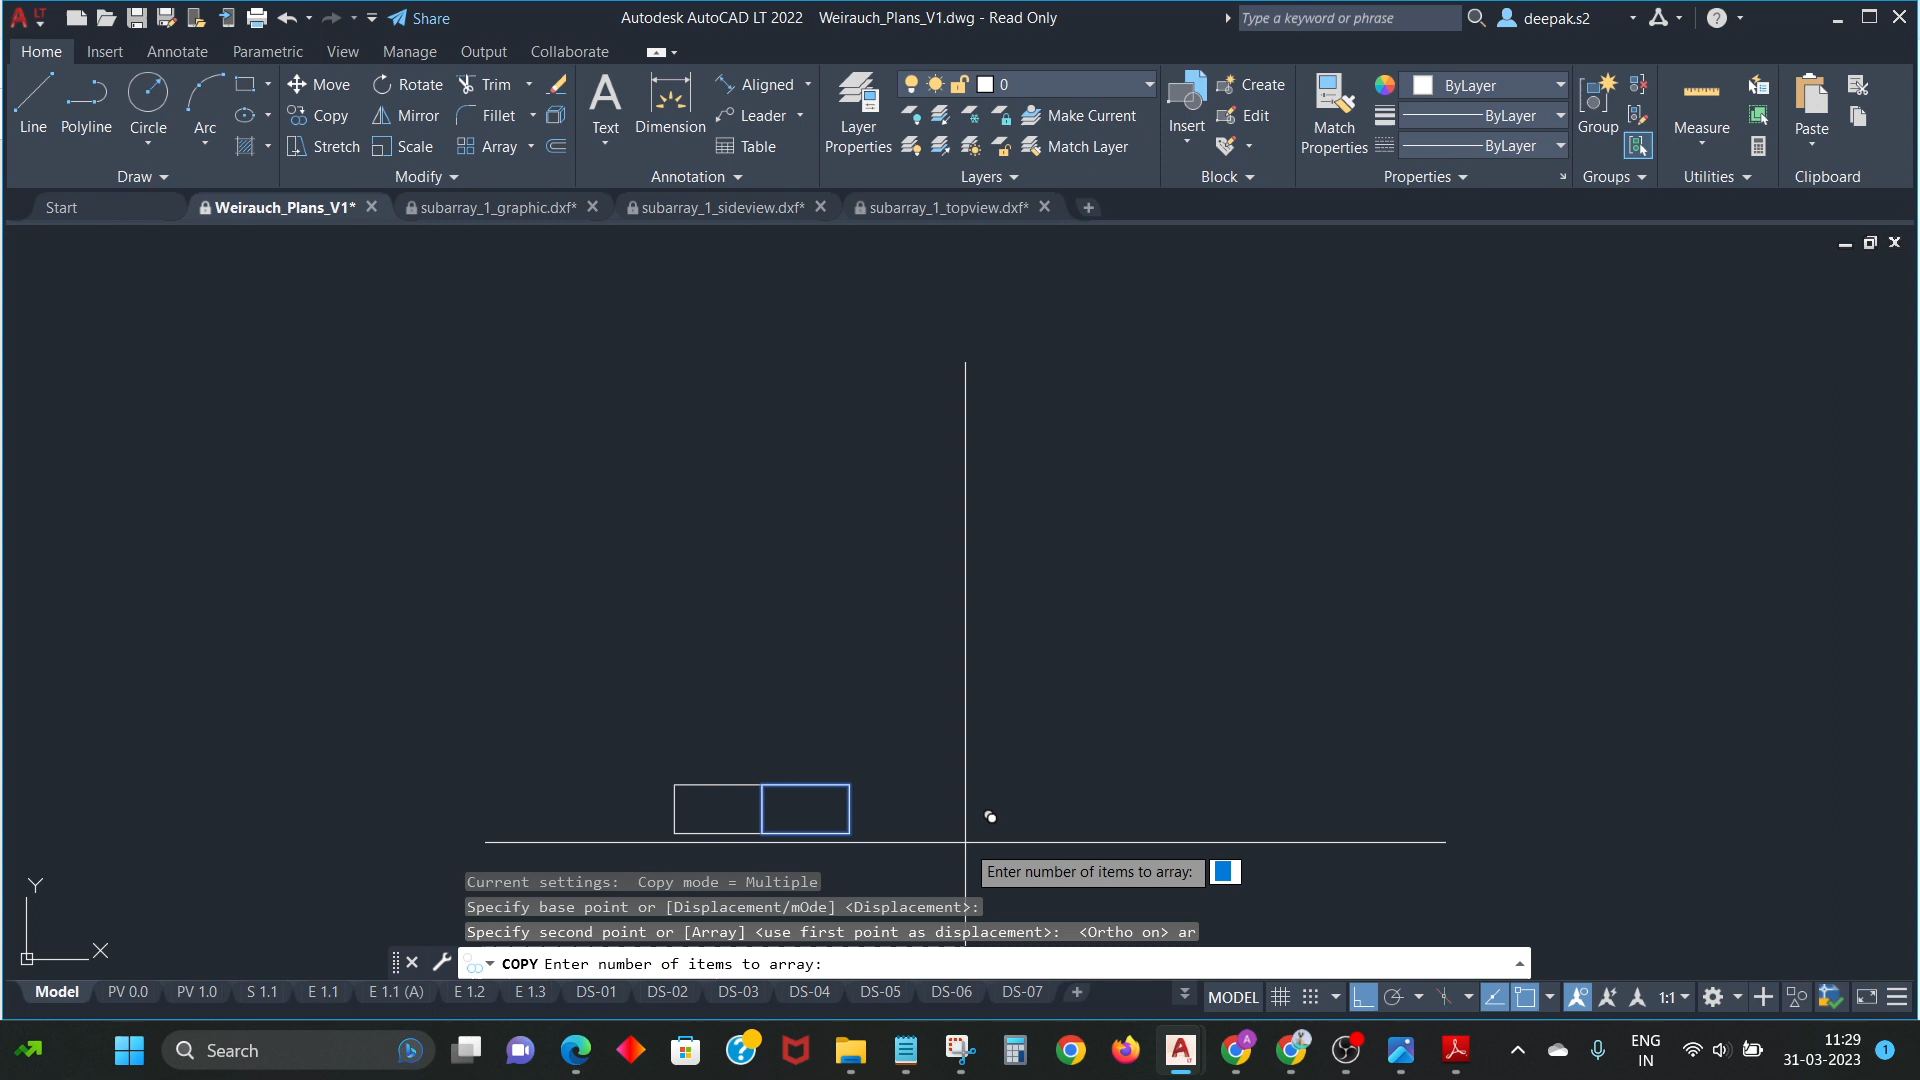 A LT Share Autodesk AutoCAD LT 2022 Weirauch_Plans_V1.dwg - Read Only Type a keyword or phrase deepak.s2
Home Insert Annotate Parametric View Manage Output Collaborate
Line Polyline Circle Arc
Move Rotate Trim
Copy Mirror Fillet
Stretch Scale Array
Text Dimension
Aligned
Leader
Table
Layer Properties
0
Make Current
Match Layer
Insert
Create
Edit
Match Properties
ByLayer
ByLayer
ByLayer
Group
Measure
Paste
Draw Modify Annotation Layers Block Properties Groups Utilities Clipboard
Start Weirauch_Plans_V1* subarray_1_graphic.dxf* subarray_1_sideview.dxf* subarray_1_topview.dxf*
Enter number of items to array:
Y
X
Current settings: Copy mode = Multiple
Specify base point or [Displacement/mOde] <Displacement>:
Specify second point or [Array] <use first point as displacement>: <Ortho on> ar
COPY Enter number of items to array:
Model PV 0.0 PV 1.0 S 1.1 E 1.1 E 1.1 (A) E 1.2 E 1.3 DS-01 DS-02 DS-03 DS-04 DS-05 DS-06 DS-07 MODEL 1:1
Search
ENG
IN
11:29
31-03-2023
1